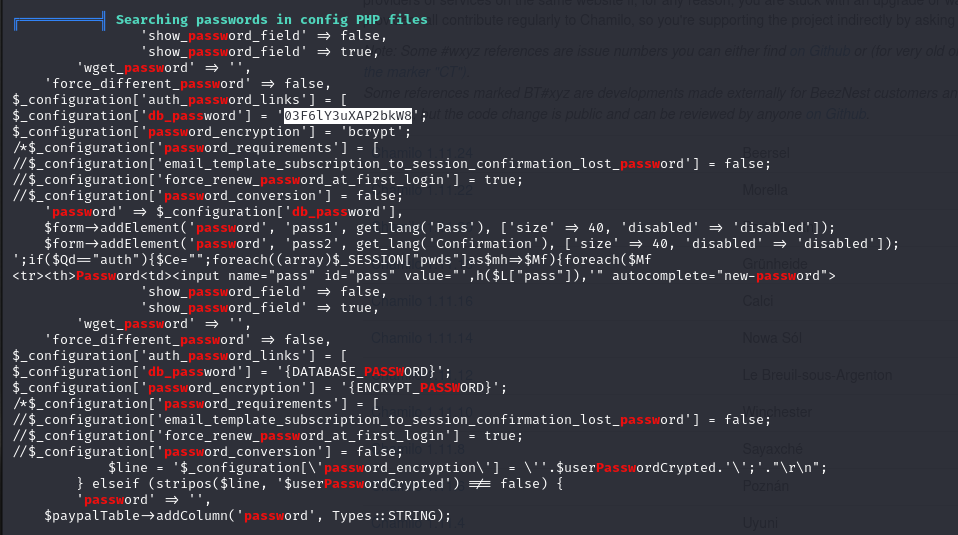 ╔══════════╣ Searching passwords in config PHP files
                'show_password_field' => false,
                'show_password_field' => true,
        'wget_password' => '',
    'force_different_password' => false,
$_configuration['auth_password_links'] = [
$_configuration['db_password'] = '03F6lY3uXAP2bkW8';
$_configuration['password_encryption'] = 'bcrypt';
/*$_configuration['password_requirements'] = [
//$_configuration['email_template_subscription_to_session_confirmation_lost_password'] = false;
//$_configuration['force_renew_password_at_first_login'] = true;
//$_configuration['password_conversion'] = false;
    'password' => $_configuration['db_password'],
    $form->addElement('password', 'pass1', get_lang('Pass'), ['size' => 40, 'disabled' => 'disabled']);
    $form->addElement('password', 'pass2', get_lang('Confirmation'), ['size' => 40, 'disabled' => 'disabled']);
';if($Qd=="auth"){$Ce="";foreach((array)$_SESSION["pwds"]as$mh=>$Mf){foreach($Mf
<tr><th>Password<td><input name="pass" id="pass" value="',h($L["pass"]),'" autocomplete="new-password">
                'show_password_field' => false,
                'show_password_field' => true,
        'wget_password' => '',
    'force_different_password' => false,
$_configuration['auth_password_links'] = [
$_configuration['db_password'] = '{DATABASE_PASSWORD}';
$_configuration['password_encryption'] = '{ENCRYPT_PASSWORD}';
/*$_configuration['password_requirements'] = [
//$_configuration['email_template_subscription_to_session_confirmation_lost_password'] = false;
//$_configuration['force_renew_password_at_first_login'] = true;
//$_configuration['password_conversion'] = false;
            $line = '$_configuration[\'password_encryption\'] = \''.$userPasswordCrypted.'\';'."\r\n";
        } elseif (stripos($line, '$userPasswordCrypted') !== false) {
        'password' => '',
    $paypalTable->addColumn('password', Types::STRING);